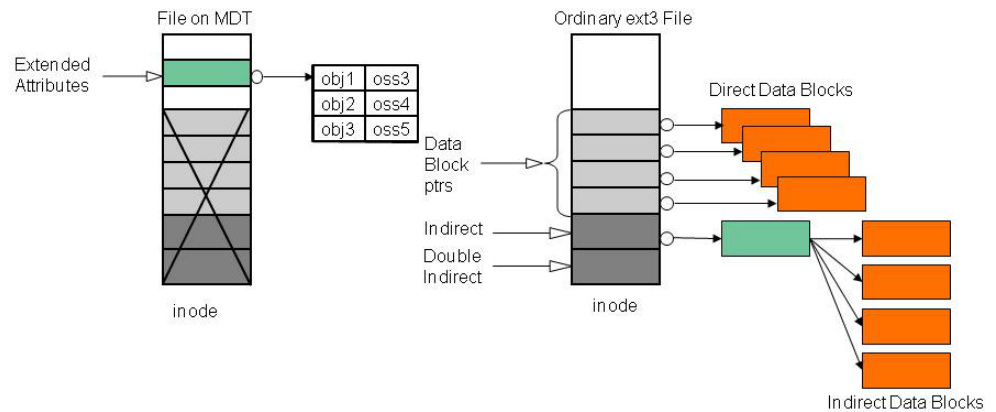 File on MDT
Extended
Attributes
obj1 oss3
obj2 oss4
obj3 oss5
inode
Ordinary ext3 File
Direct Data Blocks
Data
Block
ptrs
Indirect
Double
Indirect
inode
Indirect Data Blocks